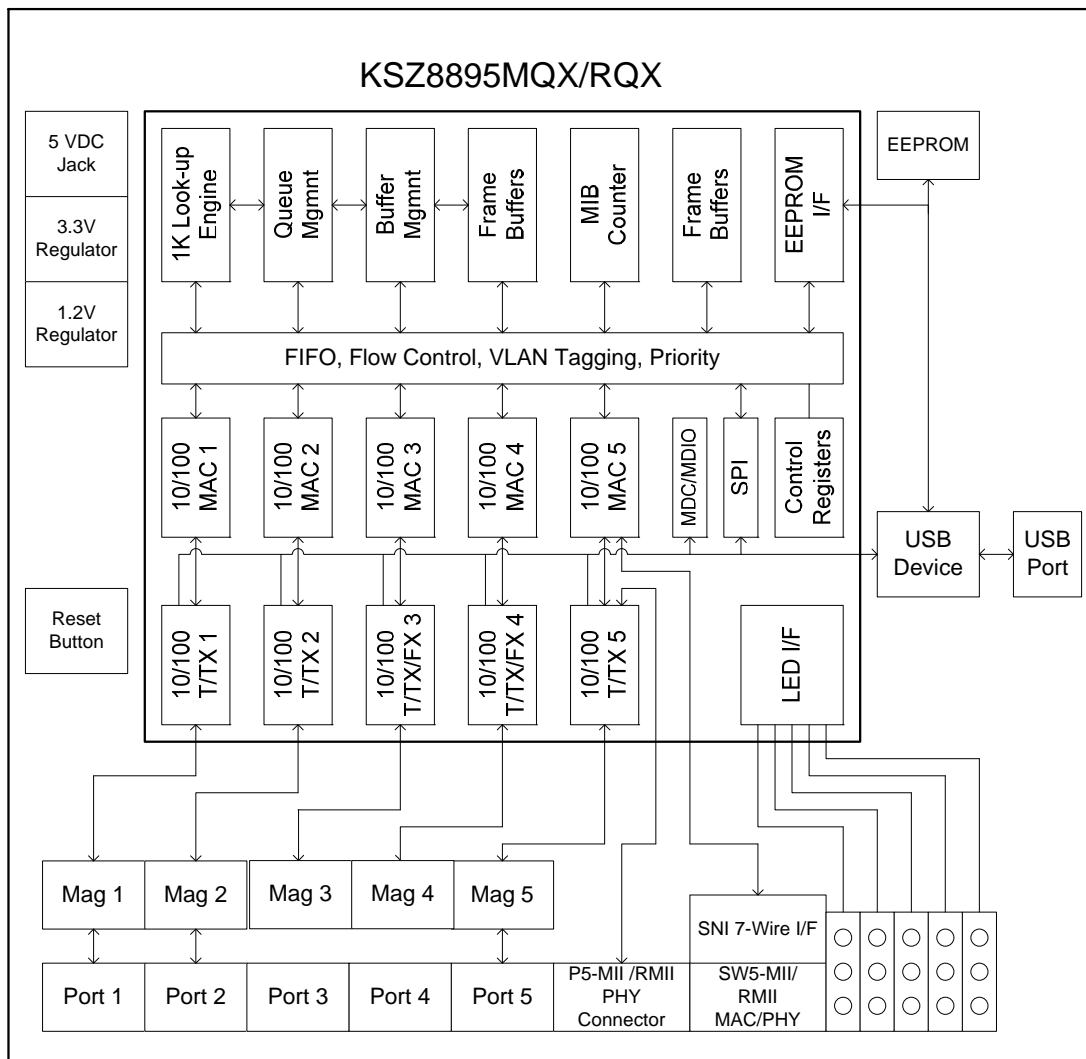 KSZ8895MQX/RQX
5 VDC
Jack
3.3V
Regulator
1.2V
Regulator
1K Look-up
Engine
Queue
Mgmnt
Buffer
Mgmnt
Frame
Buffers
MIB
Counter
Frame
Buffers
EEPROM
I/F
EEPROM
FIFO, Flow Control, VLAN Tagging, Priority
10/100
MAC 1
10/100
MAC 2
10/100
MAC 3
10/100
MAC 4
10/100
MAC 5
MDC/MDIO
SPI
Control
Registers
USB
Device
USB
Port
Reset
Button
10/100
T/TX 1
10/100
T/TX 2
10/100
T/TX/FX 3
10/100
T/TX/FX 4
10/100
T/TX 5
LED I/F
Mag 1
Mag 2
Mag 3
Mag 4
Mag 5
SNI 7-Wire I/F
Port 1
Port 2
Port 3
Port 4
Port 5
P5-MII /RMII
PHY
Connector
SW5-MII/
RMII
MAC/PHY